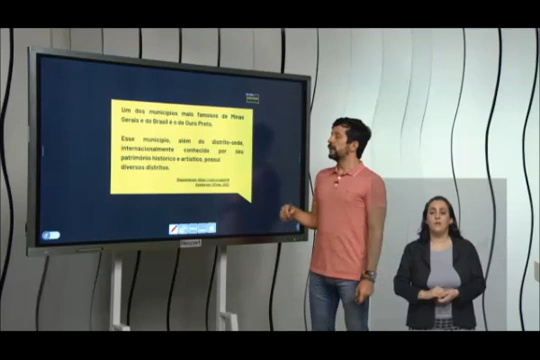 Um dos municípios mais famosos de Minas
Gerais e do Brasil é o de Ouro Preto.
Esse município, além do distrito-sede,
internacionalmente conhecido por seu
patrimônio histórico e artístico, possui
diversos distritos.